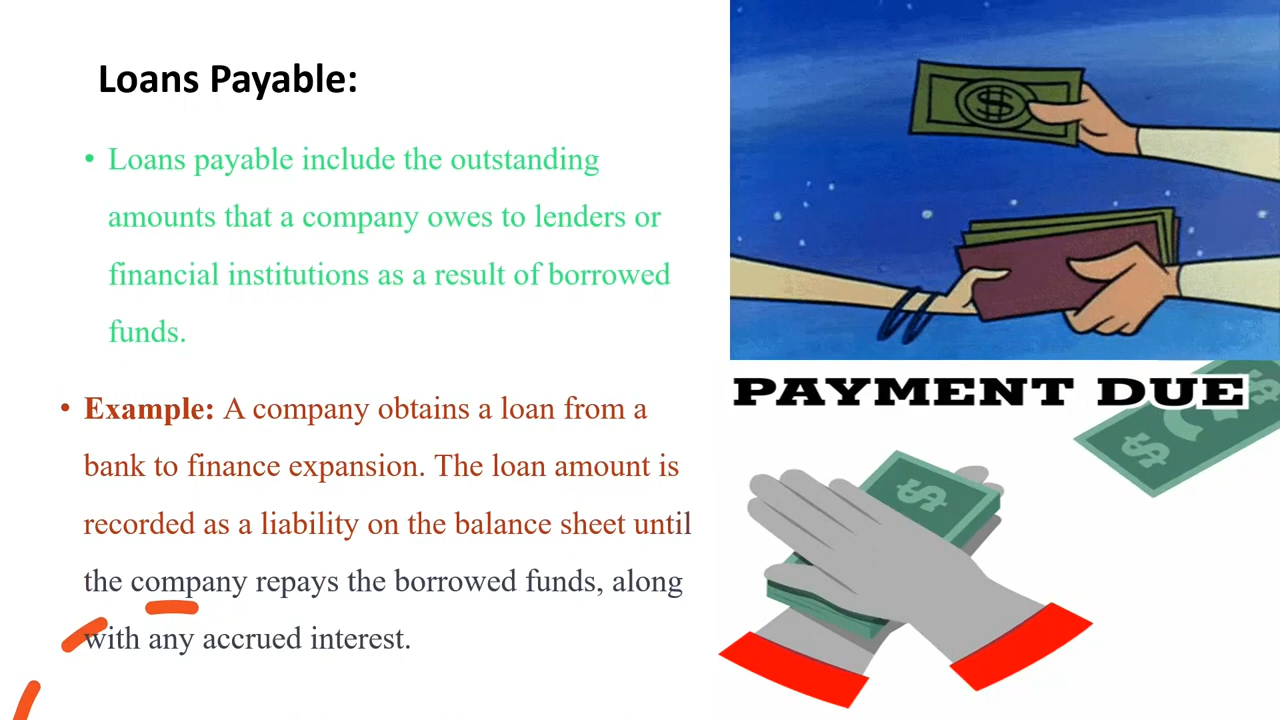 Loans Payable:
• Loans payable include the outstanding
amounts that a company owes to lenders or
financial institutions as a result of borrowed
funds.
• Example: A company obtains a loan from a
bank to finance expansion. The loan amount is
recorded as a liability on the balance sheet until
the company repays the borrowed funds, along
with any accrued interest.
$
PAYMENT DUE
$ $
$